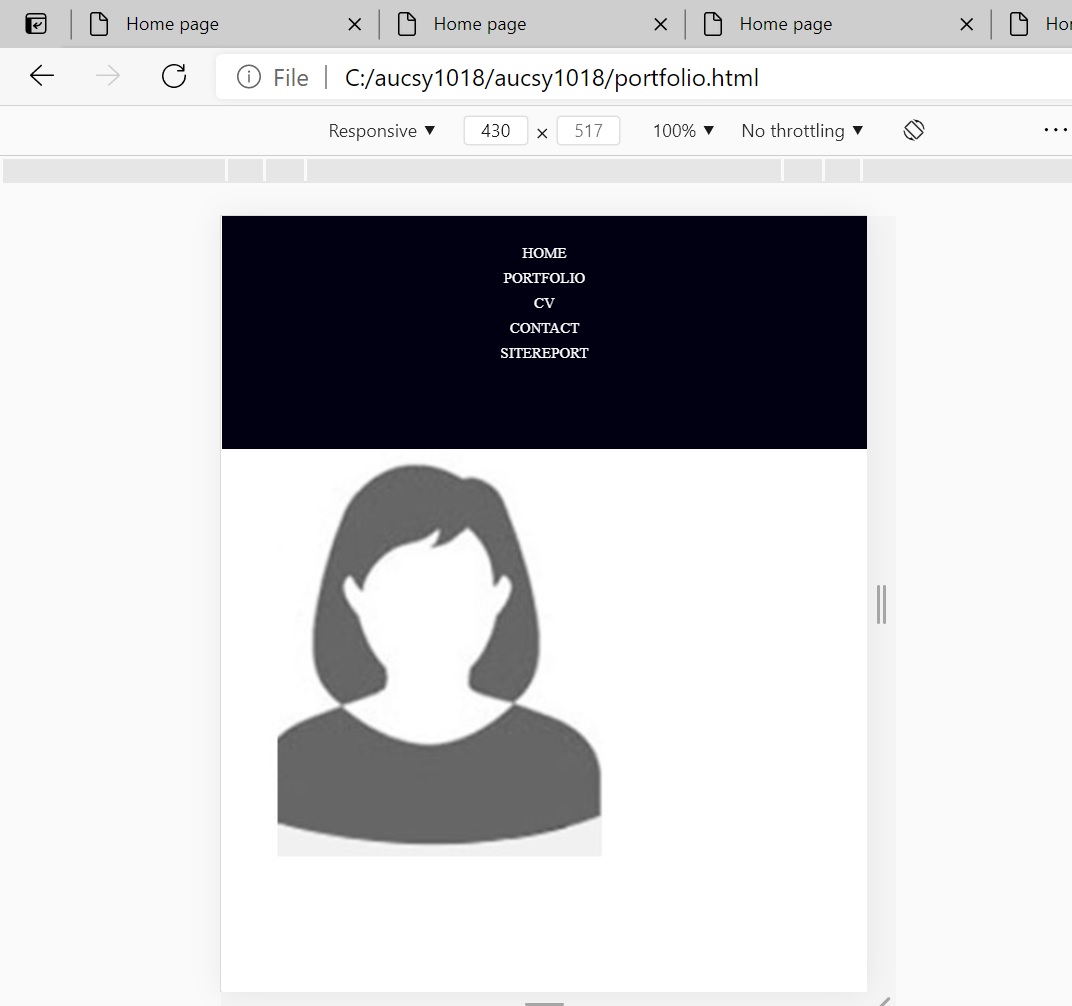 Home page Home page Home page Hor
File C:/aucsy1018/aucsy1018/portfolio.html
Responsive 430 x 517 100% No throttling
HOME
PORTFOLIO
CV
CONTACT
SITEREPORT